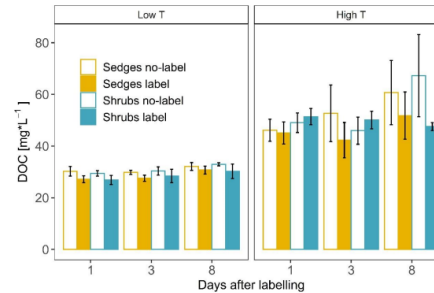 Low T
High T
80
60
40
20
0
DOC [mg*L⁻¹]
Sedges no-label
Sedges label
Shrubs no-label
Shrubs label
1
3
8
1
3
8
Days after labelling